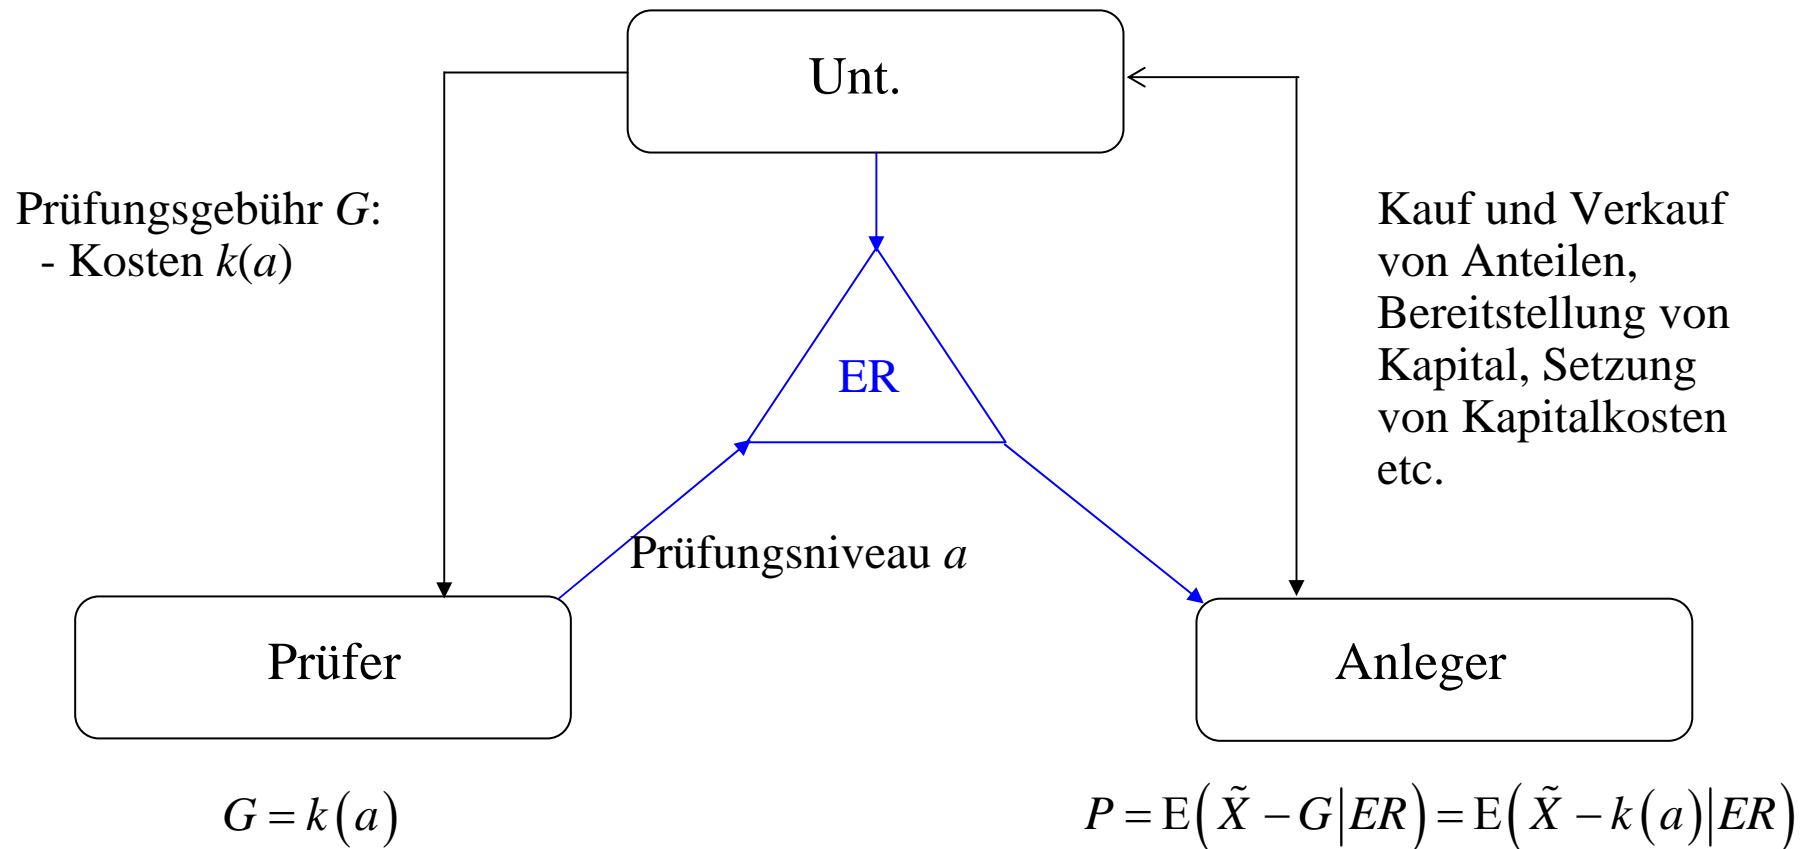 Unt.
Prüfungsgebühr G:
- Kosten k(a)
Kauf und Verkauf
von Anteilen,
Bereitstellung von
Kapital, Setzung
von Kapitalkosten
etc.
ER
Prüfungsniveau a
Prüfer
Anleger
G = k(a)
P = E(X̃ − G|ER) = E(X̃ − k(a)|ER)